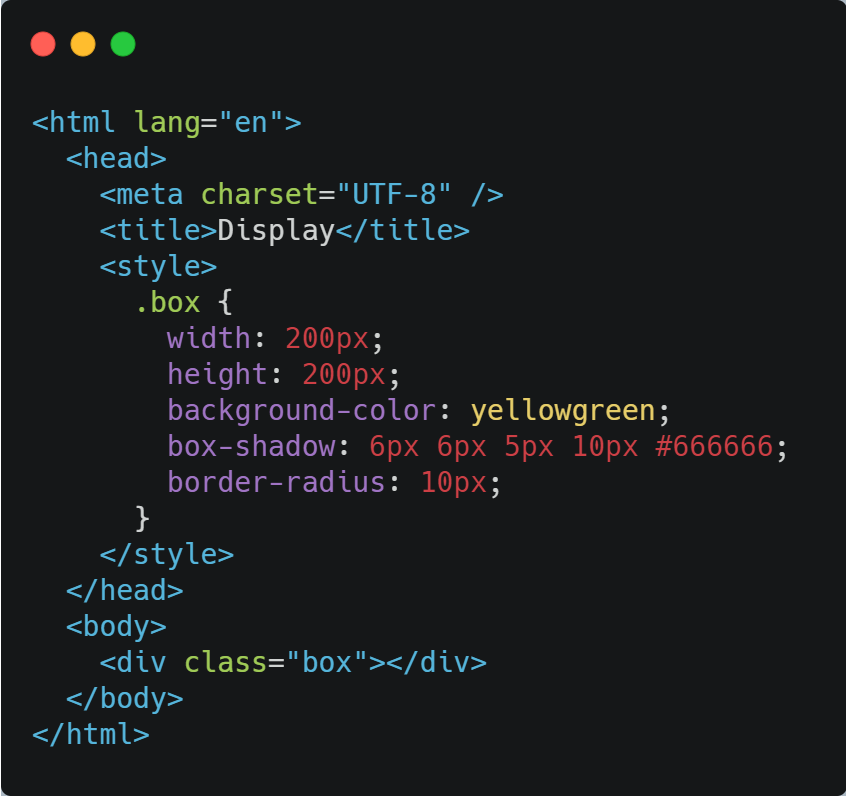 <html lang="en">
  <head>
    <meta charset="UTF-8" />
    <title>Display</title>
    <style>
      .box {
        width: 200px;
        height: 200px;
        background-color: yellowgreen;
        box-shadow: 6px 6px 5px 10px #666666;
        border-radius: 10px;
      }
    </style>
  </head>
  <body>
    <div class="box"></div>
  </body>
</html>